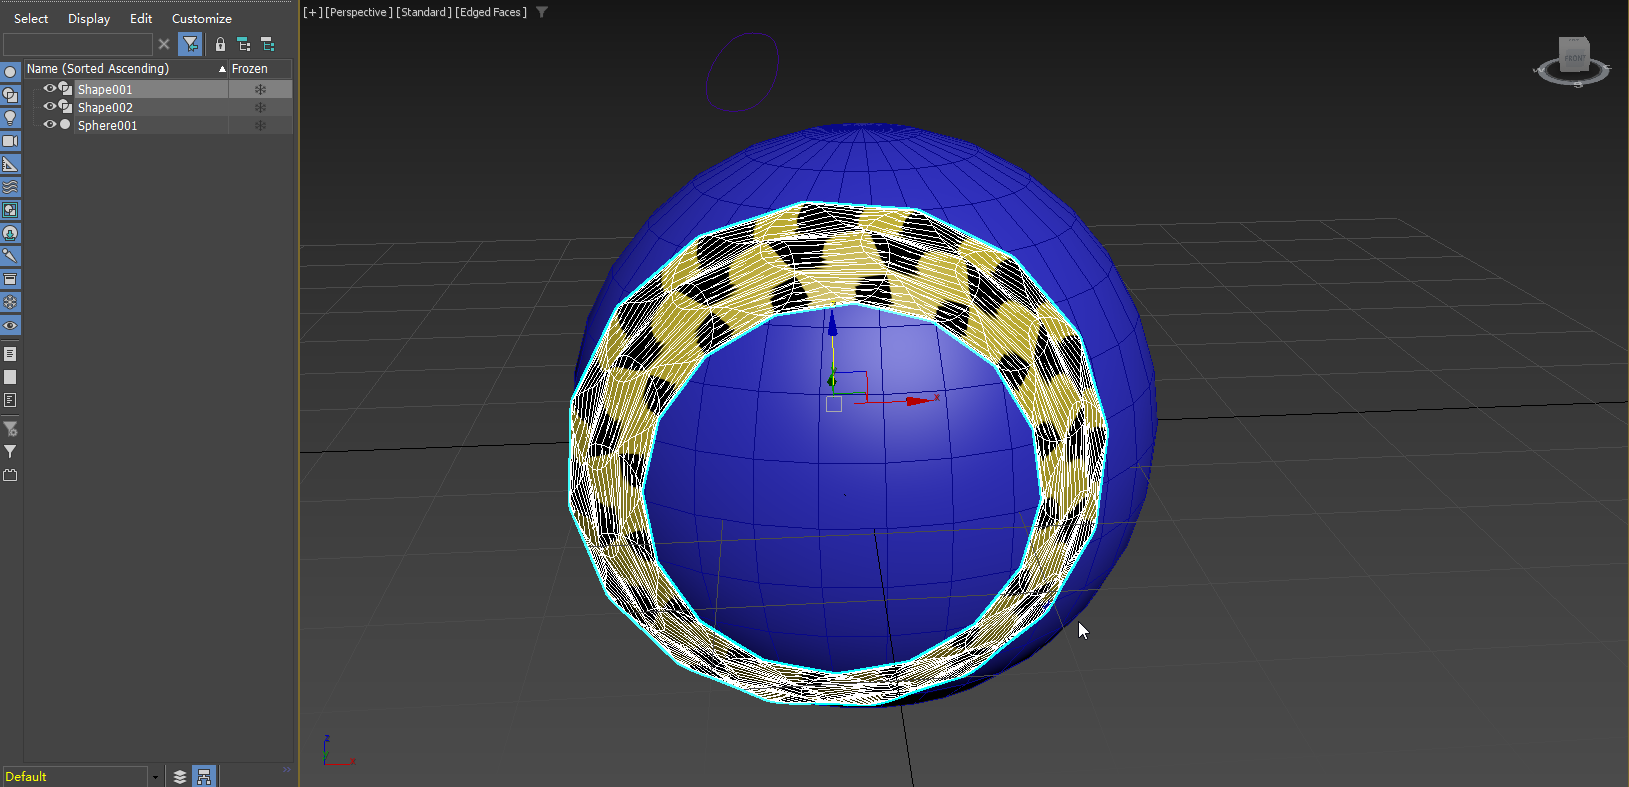 Select Display Edit Customize
Name (Sorted Ascending) Frozen
Shape001
Shape002
Sphere001
Default
[+] [Perspective ] [Standard ] [Edged Faces ]
FRONT
W
S
x
z
x